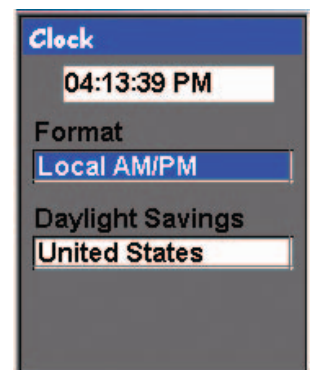 Clock
04:13:39 PM
Format
Local AM/PM
Daylight Savings
United States